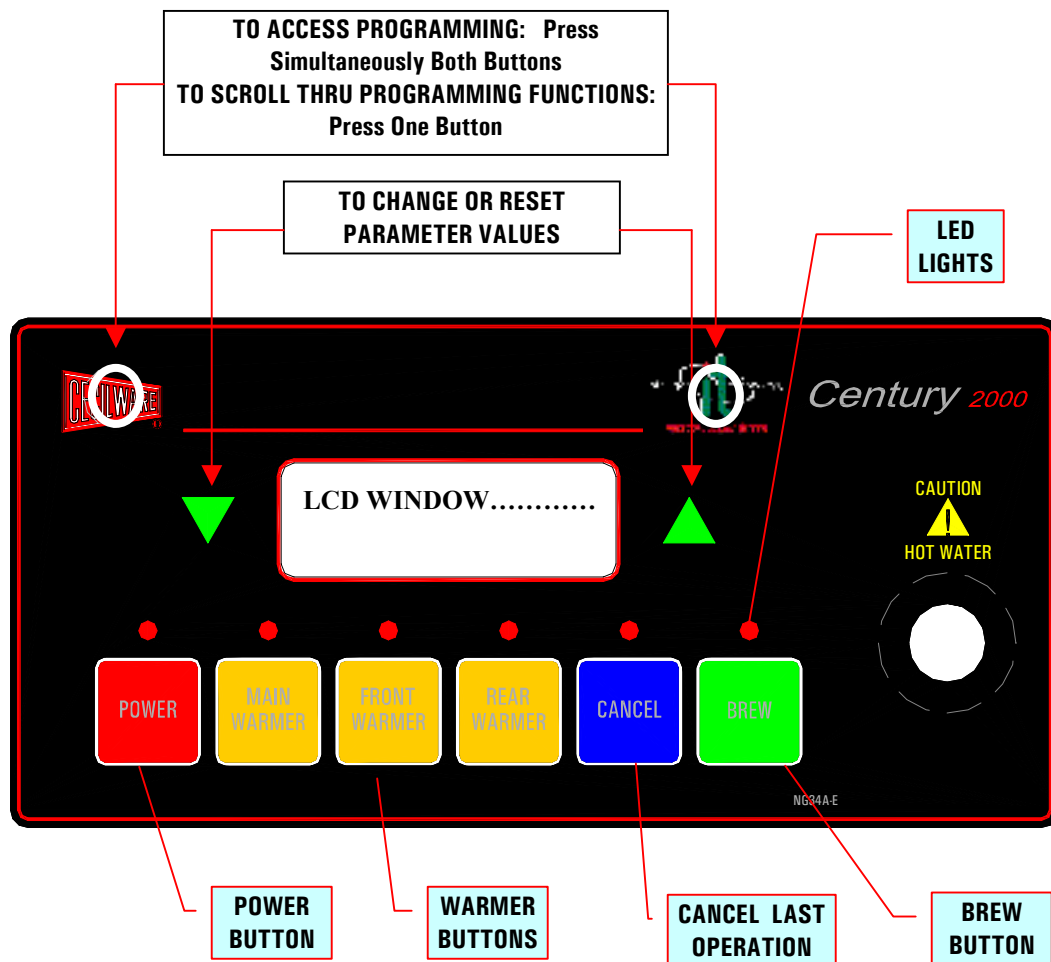 TO ACCESS PROGRAMMING: Press
Simultaneously Both Buttons
TO SCROLL THRU PROGRAMMING FUNCTIONS:
Press One Button
TO CHANGE OR RESET
PARAMETER VALUES
LED
LIGHTS
CECILWARE
®
Century 2000
LCD WINDOW............
CAUTION
HOT WATER
POWER
MAIN
WARMER
FRONT
WARMER
REAR
WARMER
CANCEL
BREW
NG34A-E
POWER
BUTTON
WARMER
BUTTONS
CANCEL LAST
OPERATION
BREW
BUTTON